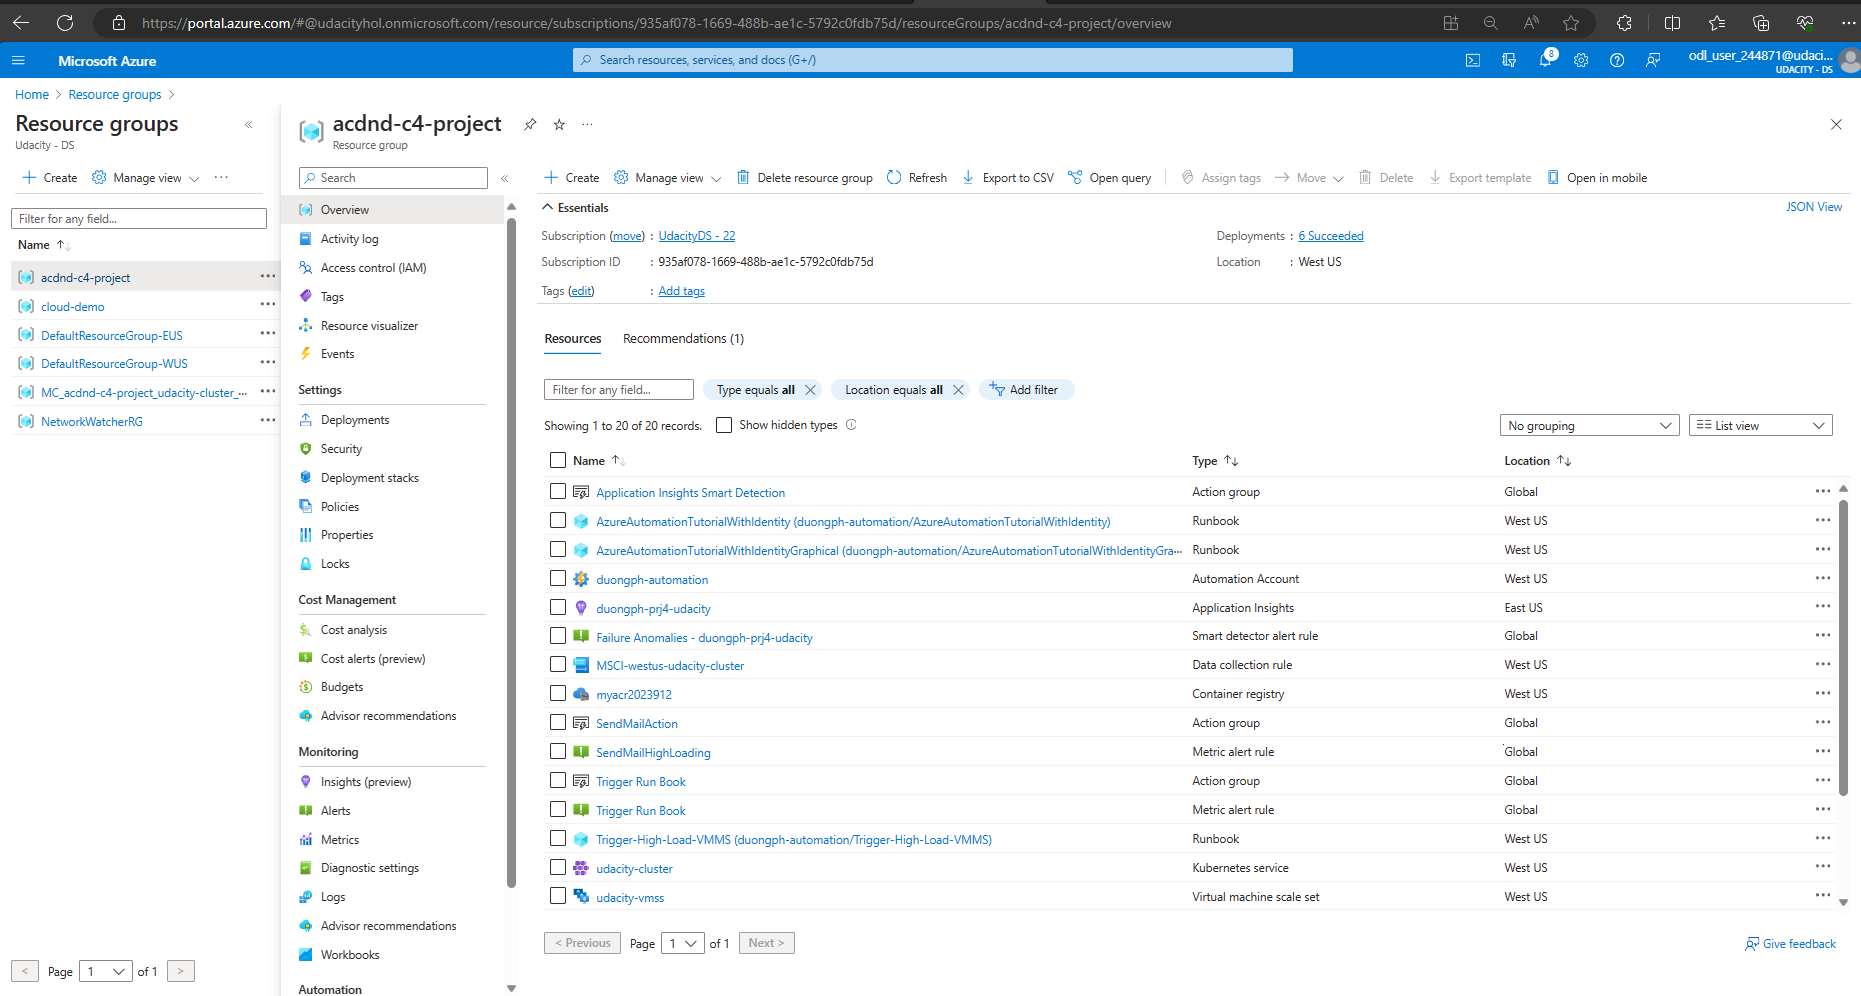 https://portal.azure.com/#@udacityhol.onmicrosoft.com/resource/subscriptions/935af078-1669-488b-ae1c-5792c0fdb75d/resourceGroups/acdnd-c4-project/overview
Microsoft Azure
Search resources, services, and docs (G+/)
8
odl_user_244871@udaci...
UDACITY - DS
Home > Resource groups >
Resource groups
Udacity - DS
Create
Manage view
Filter for any field...
Name
acdnd-c4-project
cloud-demo
DefaultResourceGroup-EUS
DefaultResourceGroup-WUS
MC_acdnd-c4-project_udacity-cluster_...
NetworkWatcherRG
< Page 1 of 1 >
acdnd-c4-project
Resource group
Search
Overview
Activity log
Access control (IAM)
Tags
Resource visualizer
Events
Settings
Deployments
Security
Deployment stacks
Policies
Properties
Locks
Cost Management
Cost analysis
Cost alerts (preview)
Budgets
Advisor recommendations
Monitoring
Insights (preview)
Alerts
Metrics
Diagnostic settings
Logs
Advisor recommendations
Workbooks
Automation
Create Manage view Delete resource group Refresh Export to CSV Open query Assign tags Move Delete Export template Open in mobile
Essentials
JSON View
Subscription (move) : UdacityDS - 22
Deployments : 6 Succeeded
Subscription ID : 935af078-1669-488b-ae1c-5792c0fdb75d
Location : West US
Tags (edit) : Add tags
Resources Recommendations (1)
Filter for any field... Type equals all Location equals all Add filter
Showing 1 to 20 of 20 records. Show hidden types
No grouping List view
Name Type Location
Application Insights Smart Detection Action group Global
AzureAutomationTutorialWithIdentity (duongph-automation/AzureAutomationTutorialWithIdentity) Runbook West US
AzureAutomationTutorialWithIdentityGraphical (duongph-automation/AzureAutomationTutorialWithIdentityGra... Runbook West US
duongph-automation Automation Account West US
duongph-prj4-udacity Application Insights East US
Failure Anomalies - duongph-prj4-udacity Smart detector alert rule Global
MSCI-westus-udacity-cluster Data collection rule West US
myacr2023912 Container registry West US
SendMailAction Action group Global
SendMailHighLoading Metric alert rule Global
Trigger Run Book Action group Global
Trigger Run Book Metric alert rule Global
Trigger-High-Load-VMMS (duongph-automation/Trigger-High-Load-VMMS) Runbook West US
udacity-cluster Kubernetes service West US
udacity-vmss Virtual machine scale set West US
< Previous Page 1 of 1 Next >
Give feedback